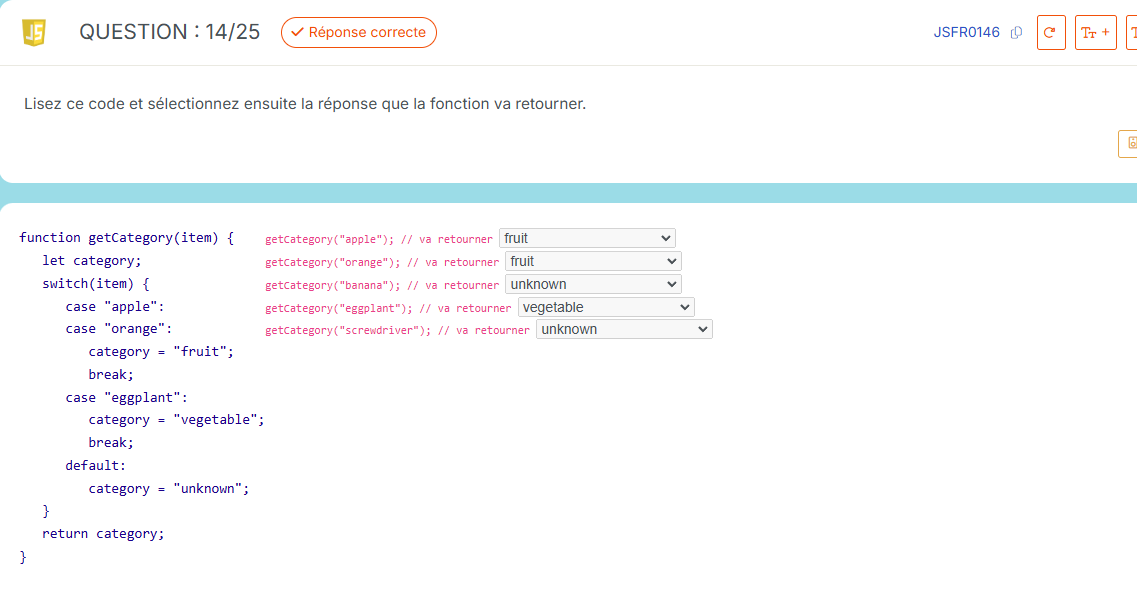 JS
QUESTION : 14/25
Réponse correcte
JSFR0146
TT +
Lisez ce code et sélectionnez ensuite la réponse que la fonction va retourner.
function getCategory(item) {
let category;
switch(item) {
case "apple":
case "orange":
category = "fruit";
break;
case "eggplant":
category = "vegetable";
break;
default:
category = "unknown";
}
return category;
}
getCategory("apple"); // va retourner fruit
getCategory("orange"); // va retourner fruit
getCategory("banana"); // va retourner unknown
getCategory("eggplant"); // va retourner vegetable
getCategory("screwdriver"); // va retourner unknown